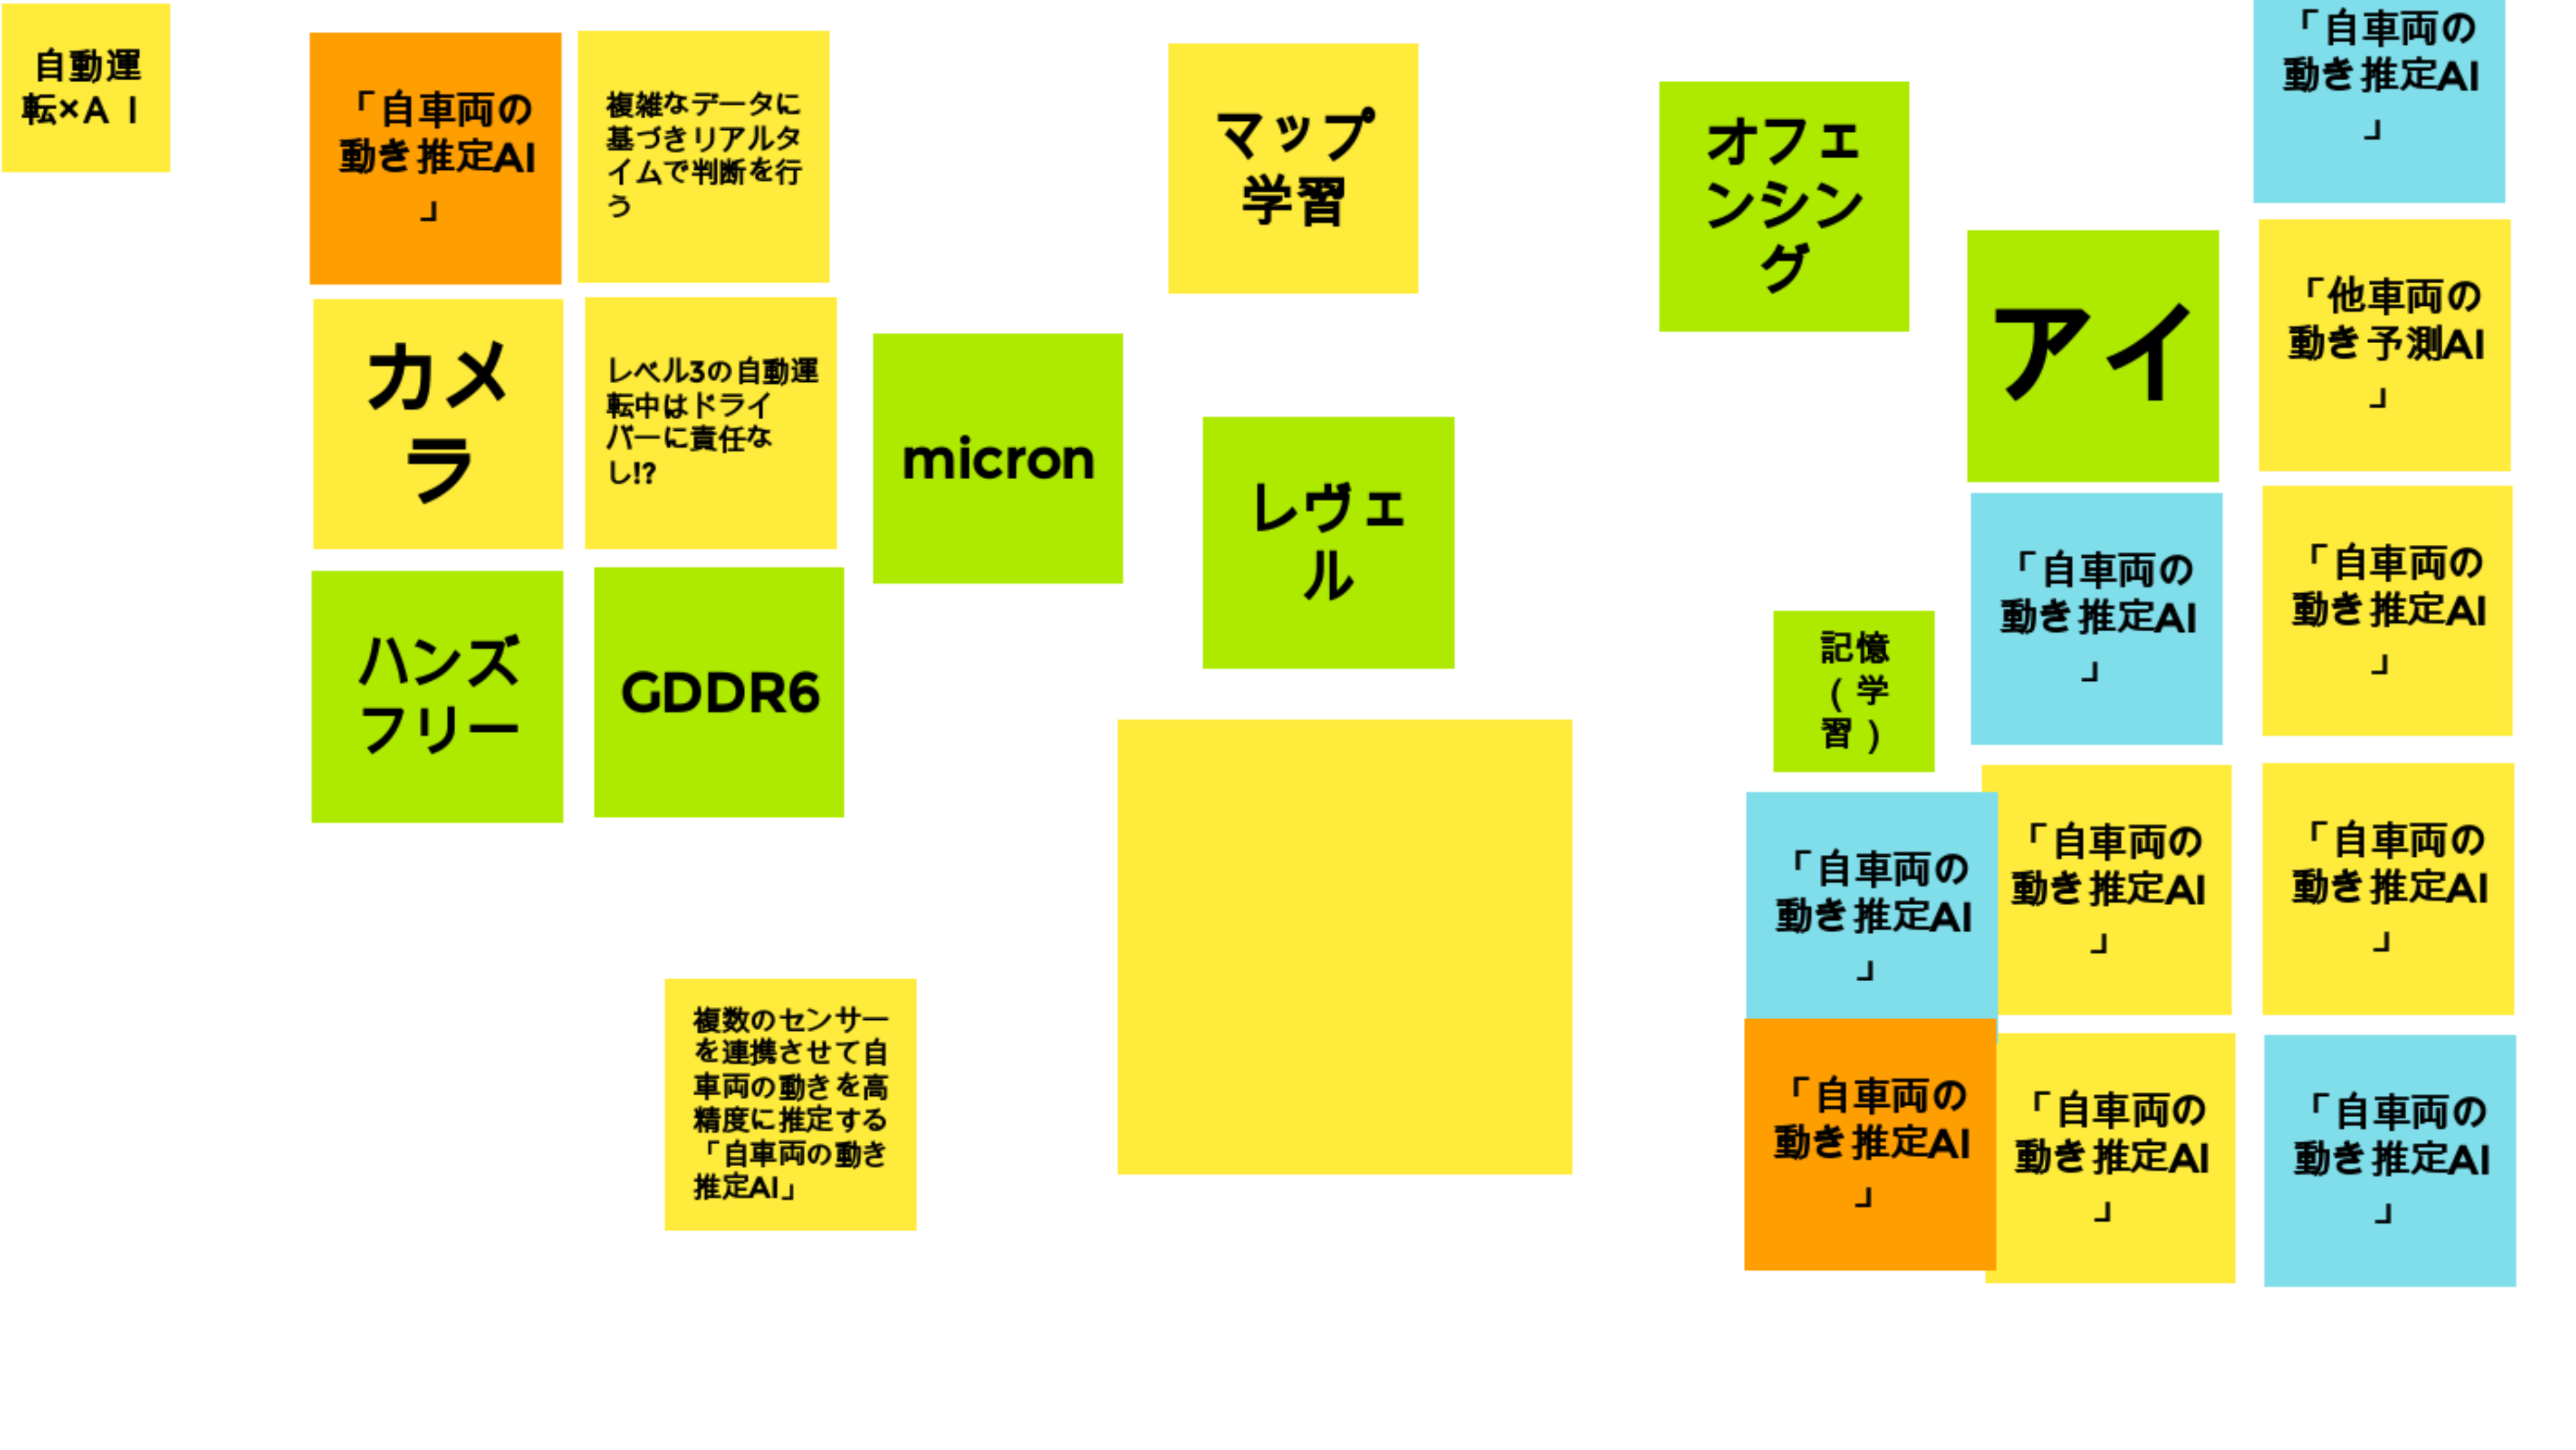 自動運
転×ＡＩ
「自車両の
動き推定AI
」
複雑なデータに
基づきリアルタ
イムで判断を行
う
カメ
ラ
レベル3の自動運
転中はドライ
バーに責任な
し!?
ハンズ
フリー
GDDR6
micron
複数のセンサー
を連携させて自
車両の動きを高
精度に推定する
「自車両の動き
推定AI」
マップ
学習
レヴェ
ル
オフェ
ンシン
グ
アイ
記憶
（学
習）
「自車両の
動き推定AI
」
「他車両の
動き予測AI
」
「自車両の
動き推定AI
」
「自車両の
動き推定AI
」
「自車両の
動き推定AI
」
「自車両の
動き推定AI
」
「自車両の
動き推定AI
」
「自車両の
動き推定AI
」
「自車両の
動き推定AI
」
「自車両の
動き推定AI
」